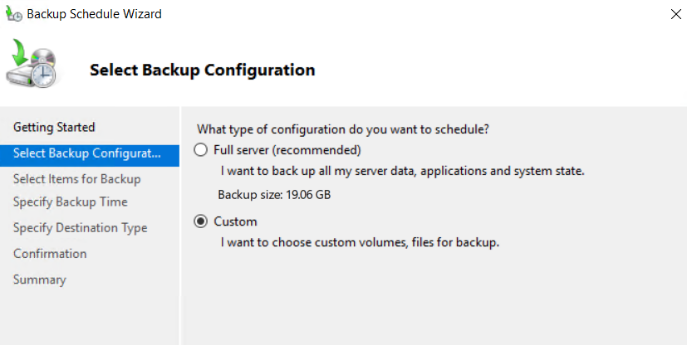 Backup Schedule Wizard
Select Backup Configuration
Getting Started
Select Backup Configurat...
Select Items for Backup
Specify Backup Time
Specify Destination Type
Confirmation
Summary
What type of configuration do you want to schedule?
Full server (recommended)
I want to back up all my server data, applications and system state.
Backup size: 19.06 GB
Custom
I want to choose custom volumes, files for backup.